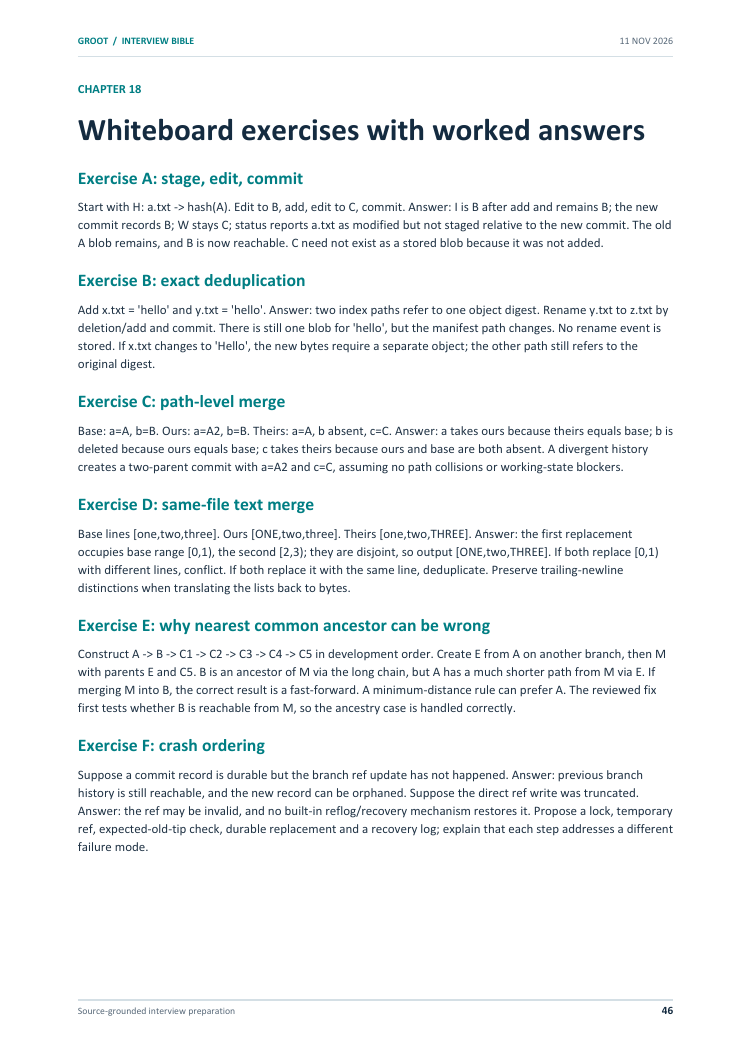 GROOT / INTERVIEW BIBLE
11 NOV 2026
CHAPTER 18
Whiteboard exercises with worked answers
Exercise A: stage, edit, commit
Start with H: a.txt -> hash(A). Edit to B, add, edit to C, commit. Answer: I is B after add and remains B; the new
commit records B; W stays C; status reports a.txt as modified but not staged relative to the new commit. The old
A blob remains, and B is now reachable. C need not exist as a stored blob because it was not added.
Exercise B: exact deduplication
Add x.txt = 'hello' and y.txt = 'hello'. Answer: two index paths refer to one object digest. Rename y.txt to z.txt by
deletion/add and commit. There is still one blob for 'hello', but the manifest path changes. No rename event is
stored. If x.txt changes to 'Hello', the new bytes require a separate object; the other path still refers to the
original digest.
Exercise C: path-level merge
Base: a=A, b=B. Ours: a=A2, b=B. Theirs: a=A, b absent, c=C. Answer: a takes ours because theirs equals base; b is
deleted because ours equals base; c takes theirs because ours and base are both absent. A divergent history
creates a two-parent commit with a=A2 and c=C, assuming no path collisions or working-state blockers.
Exercise D: same-file text merge
Base lines [one,two,three]. Ours [ONE,two,three]. Theirs [one,two,THREE]. Answer: the first replacement
occupies base range [0,1), the second [2,3); they are disjoint, so output [ONE,two,THREE]. If both replace [0,1)
with different lines, conflict. If both replace it with the same line, deduplicate. Preserve trailing-newline
distinctions when translating the lists back to bytes.
Exercise E: why nearest common ancestor can be wrong
Construct A -> B -> C1 -> C2 -> C3 -> C4 -> C5 in development order. Create E from A on another branch, then M
with parents E and C5. B is an ancestor of M via the long chain, but A has a much shorter path from M via E. If
merging M into B, the correct result is a fast-forward. A minimum-distance rule can prefer A. The reviewed fix
first tests whether B is reachable from M, so the ancestry case is handled correctly.
Exercise F: crash ordering
Suppose a commit record is durable but the branch ref update has not happened. Answer: previous branch
history is still reachable, and the new record can be orphaned. Suppose the direct ref write was truncated.
Answer: the ref may be invalid, and no built-in reflog/recovery mechanism restores it. Propose a lock, temporary
ref, expected-old-tip check, durable replacement and a recovery log; explain that each step addresses a different
failure mode.
Source-grounded interview preparation
46